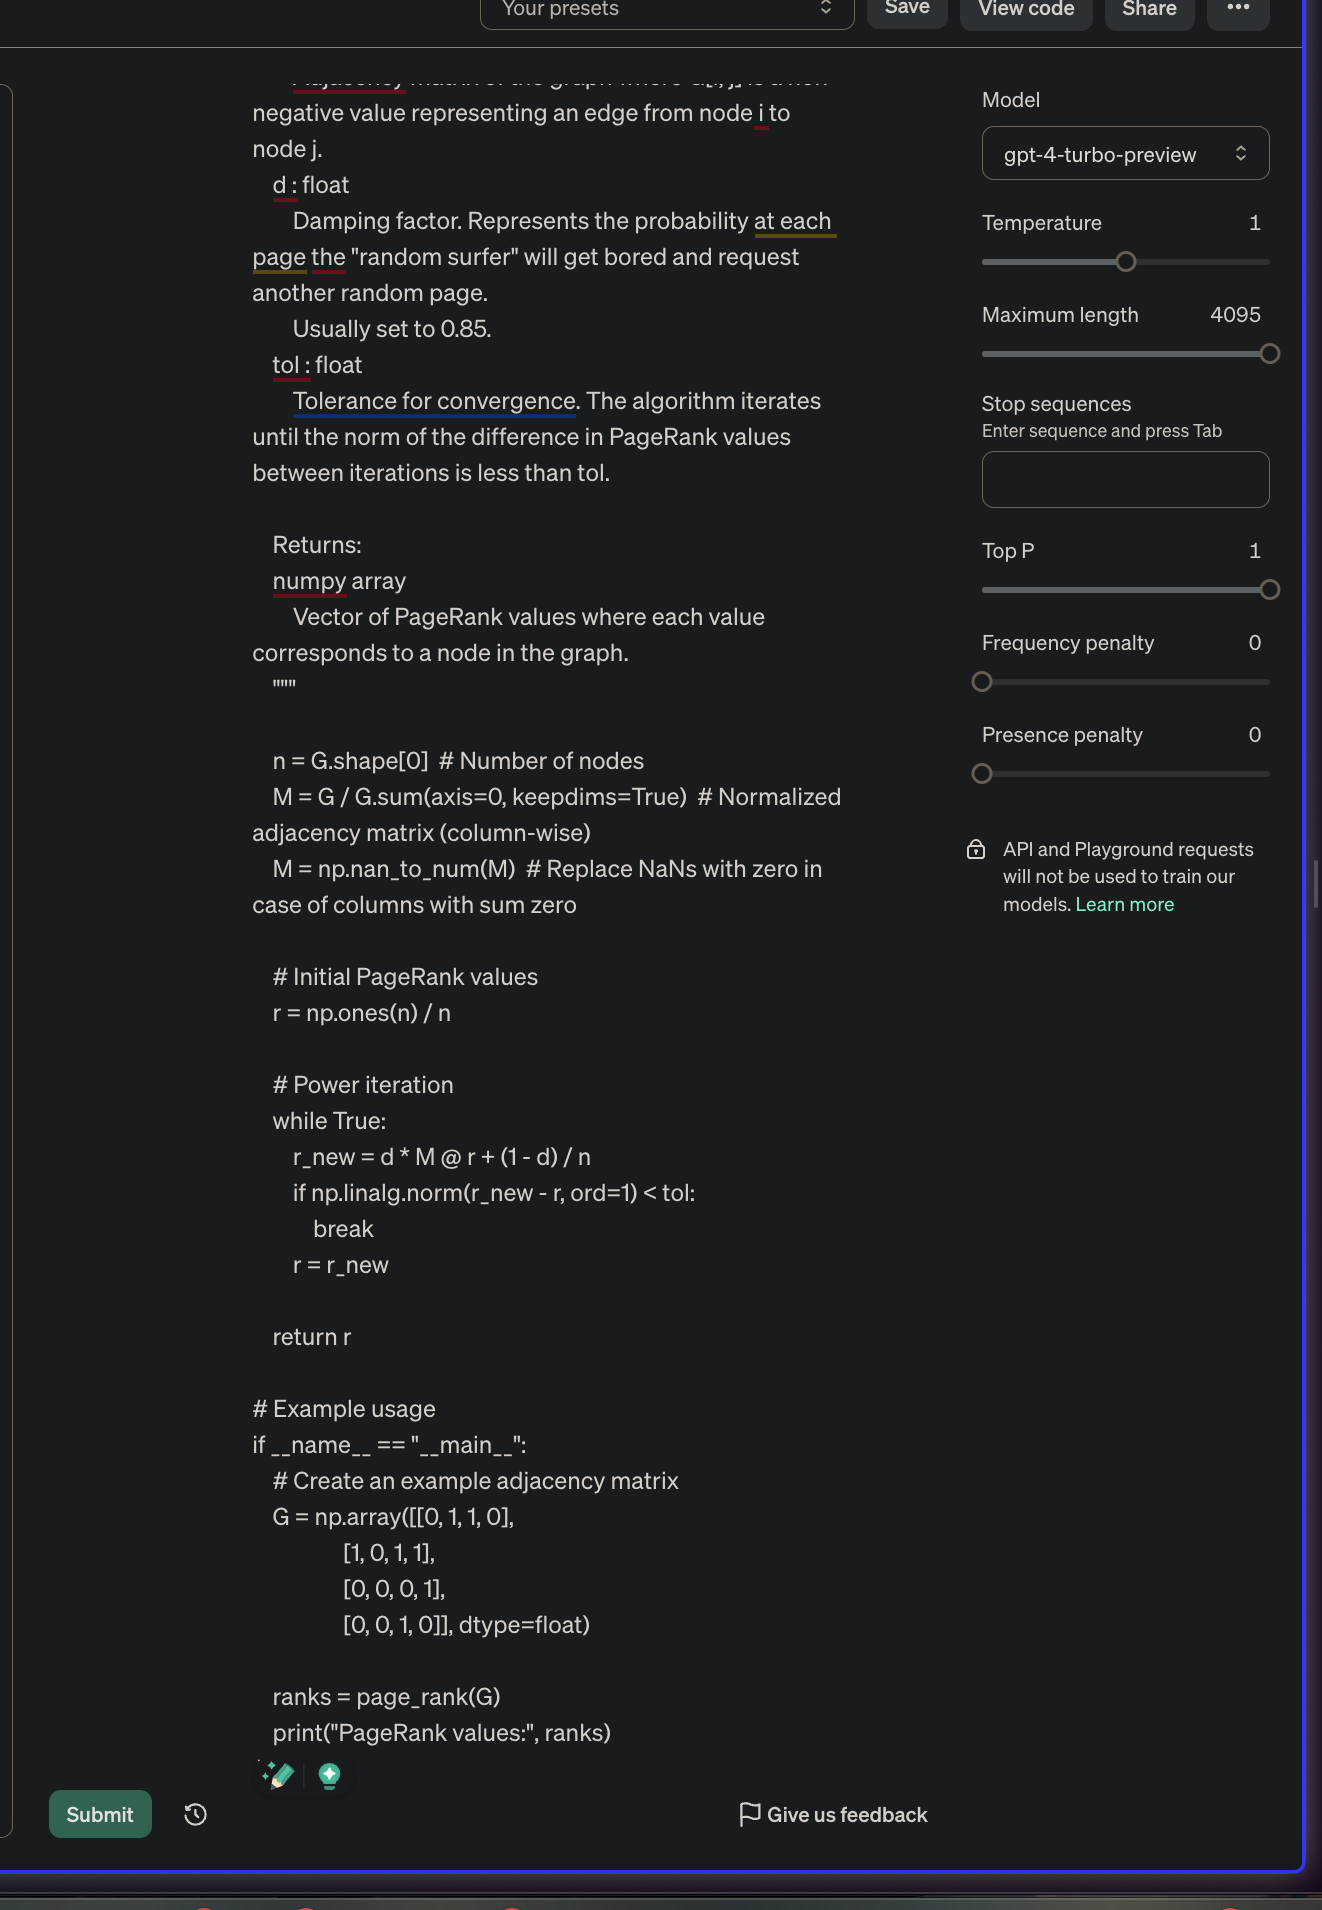 Your presets
Save
View code
Share
negative value representing an edge from node i to
node j.
d : float
Damping factor. Represents the probability at each
page the "random surfer" will get bored and request
another random page.
Usually set to 0.85.
tol : float
Tolerance for convergence. The algorithm iterates
until the norm of the difference in PageRank values
between iterations is less than tol.
Returns:
numpy array
Vector of PageRank values where each value
corresponds to a node in the graph.
"""
n = G.shape[0]  # Number of nodes
M = G / G.sum(axis=0, keepdims=True)  # Normalized
adjacency matrix (column-wise)
M = np.nan_to_num(M)  # Replace NaNs with zero in
case of columns with sum zero
# Initial PageRank values
r = np.ones(n) / n
# Power iteration
while True:
r_new = d * M @ r + (1 - d) / n
if np.linalg.norm(r_new - r, ord=1) < tol:
break
r = r_new
return r
# Example usage
if __name__ == "__main__":
# Create an example adjacency matrix
G = np.array([[0, 1, 1, 0],
[1, 0, 1, 1],
[0, 0, 0, 1],
[0, 0, 1, 0]], dtype=float)
ranks = page_rank(G)
print("PageRank values:", ranks)
Submit
Give us feedback
Model
gpt-4-turbo-preview
Temperature 1
Maximum length 4095
Stop sequences
Enter sequence and press Tab
Top P 1
Frequency penalty 0
Presence penalty 0
API and Playground requests
will not be used to train our
models. Learn more